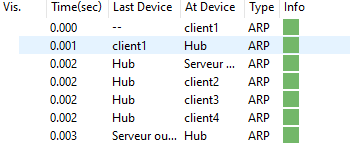 Vis. Time(sec) Last Device At Device Type Info
0.000 -- client1 ARP
0.001 client1 Hub ARP
0.002 Hub Serveur ... ARP
0.002 Hub client2 ARP
0.002 Hub client3 ARP
0.002 Hub client4 ARP
0.003 Serveur ou... Hub ARP